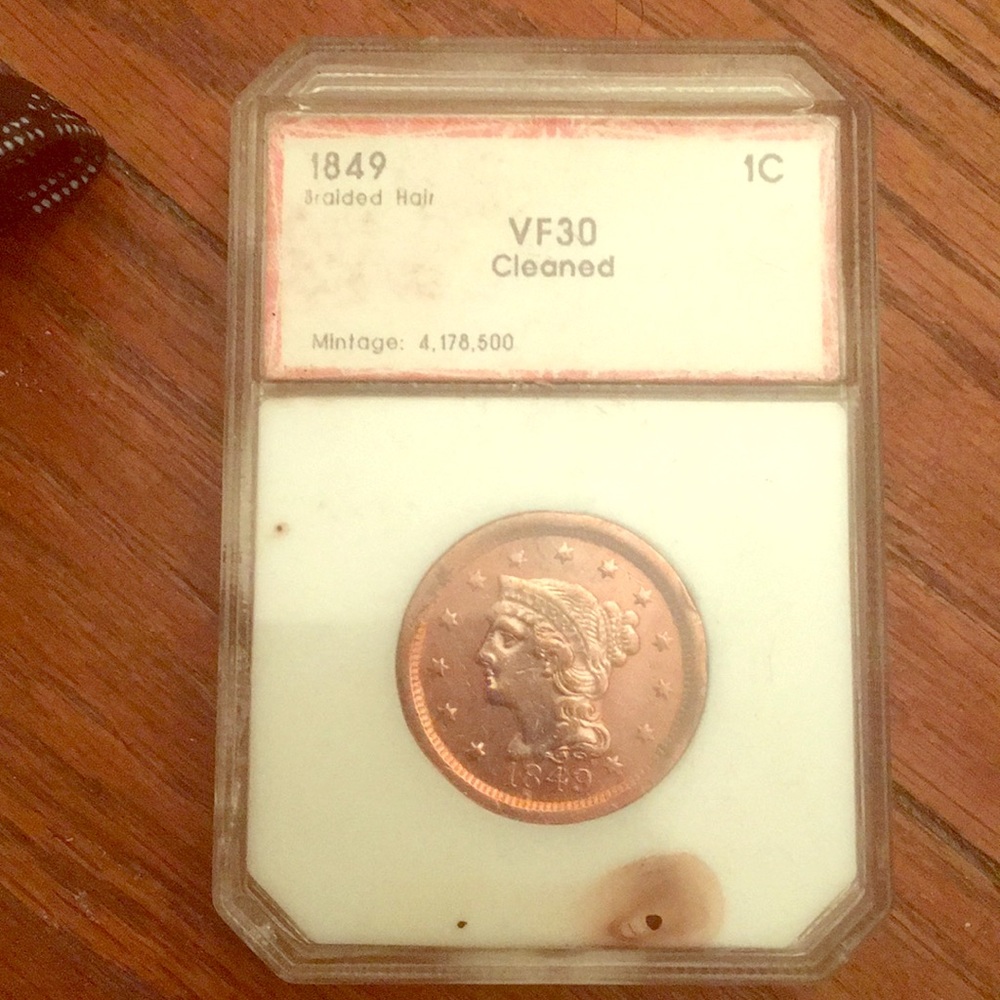 1849 1C
Braided Hair
VF30
Cleaned
Mintage: 4,178,500
1849